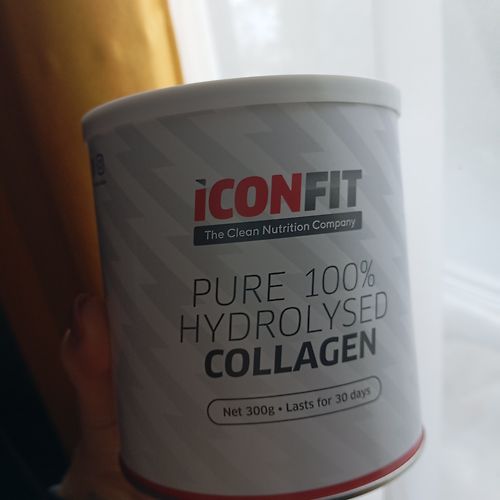 iCONFIT
The Clean Nutrition Company
PURE 100%
HYDROLYSED
COLLAGEN
Net 300g • Lasts for 30 days